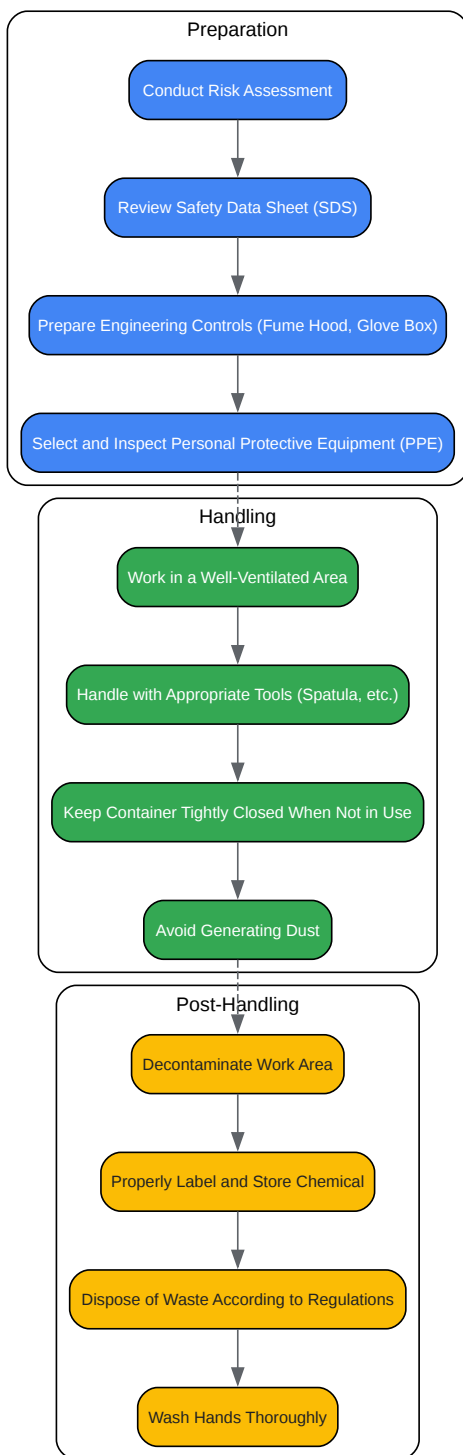 Preparation
Conduct Risk Assessment
Review Safety Data Sheet (SDS)
Prepare Engineering Controls (Fume Hood, Glove Box)
Select and Inspect Personal Protective Equipment (PPE)
Handling
Work in a Well-Ventilated Area
Handle with Appropriate Tools (Spatula, etc.)
Keep Container Tightly Closed When Not in Use
Avoid Generating Dust
Post-Handling
Decontaminate Work Area
Properly Label and Store Chemical
Dispose of Waste According to Regulations
Wash Hands Thoroughly